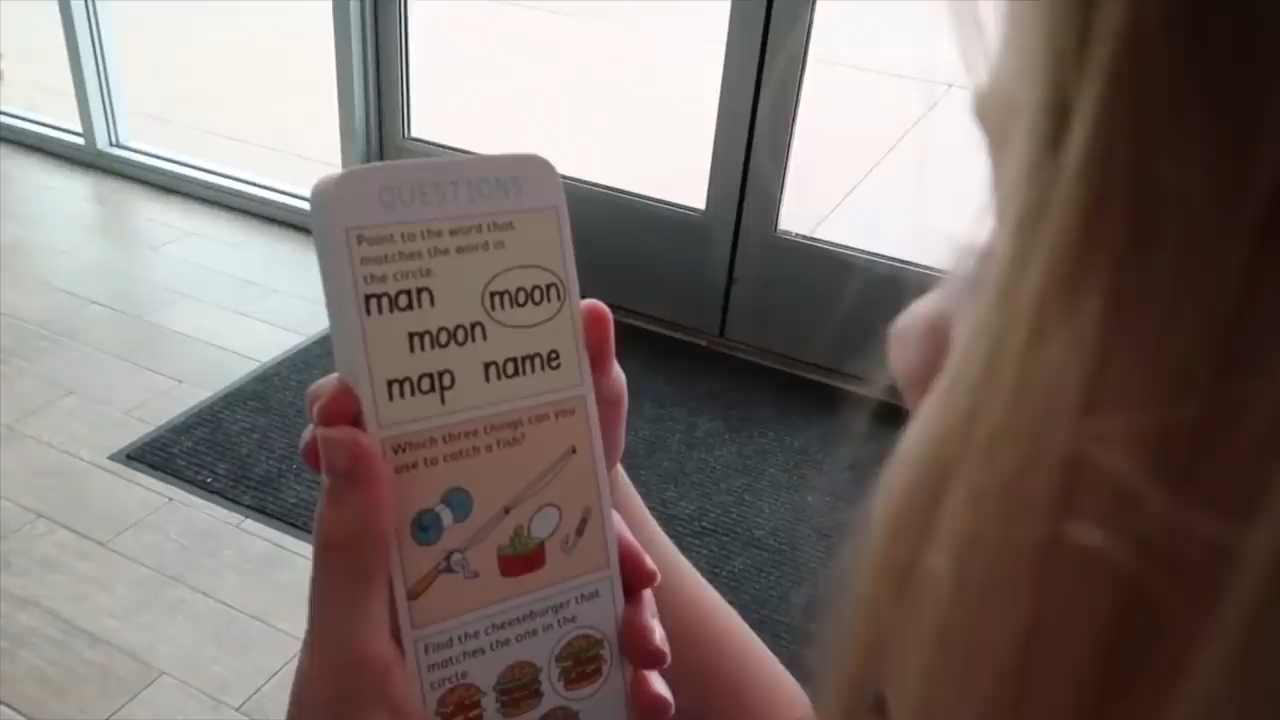 QUESTIONS
Point to the word that
matches the word in
the circle.
man moon
moon
map name
Which three things can you
use to catch a fish?
Find the cheeseburger that
matches the one in the
circle